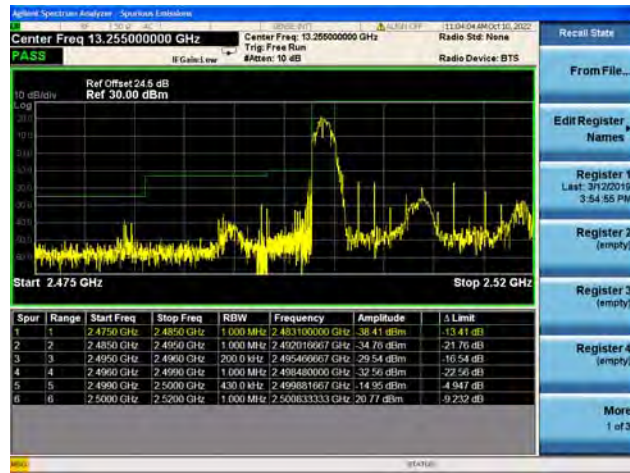 Agilent Spectrum Analyzer - Spurious Emissions
RF 50 Ω AC SENSE:INT ALIGN OFF 11:04:04 AM Oct 10, 2022
Center Freq 13.255000000 GHz
Center Freq: 13.255000000 GHz
Radio Std: None
Trig: Free Run
PASS
IFGain:Low
#Atten: 10 dB
Radio Device: BTS
Ref Offset 24.5 dB
10 dB/div
Ref 30.00 dBm
Log
Start 2.475 GHz
Stop 2.52 GHz
Spur Range Start Freq Stop Freq RBW Frequency Amplitude Δ Limit
1 1 2.4750 GHz 2.4850 GHz 1.000 MHz 2.483100000 GHz -38.41 dBm -13.41 dB
2 2 2.4850 GHz 2.4950 GHz 1.000 MHz 2.492016667 GHz -34.76 dBm -21.76 dB
3 3 2.4950 GHz 2.4960 GHz 200.0 kHz 2.495466667 GHz -29.54 dBm -16.54 dB
4 4 2.4960 GHz 2.4990 GHz 1.000 MHz 2.498480000 GHz -32.56 dBm -22.56 dB
5 5 2.4990 GHz 2.5000 GHz 430.0 kHz 2.499881667 GHz -14.95 dBm -4.947 dB
6 6 2.5000 GHz 2.5200 GHz 1.000 MHz 2.500833333 GHz 20.77 dBm -9.232 dB
MSG
STATUS
Recall State
From File...
Edit Register
Names
Register 1
Last: 3/12/2019
3:54:55 PM
Register 2
(empty)
Register 3
(empty)
Register 4
(empty)
More
1 of 3